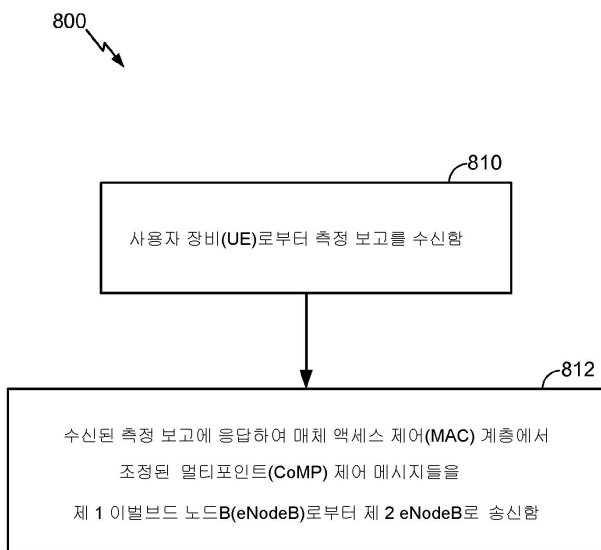 800
810
사용자 장비(UE)로부터 측정 보고를 수신함
812
수신된 측정 보고에 응답하여 매체 액세스 제어(MAC) 계층에서
조정된 멀티포인트(CoMP) 제어 메시지들을
제 1 이벌브드 노드B(eNodeB)로부터 제 2 eNodeB로 송신함